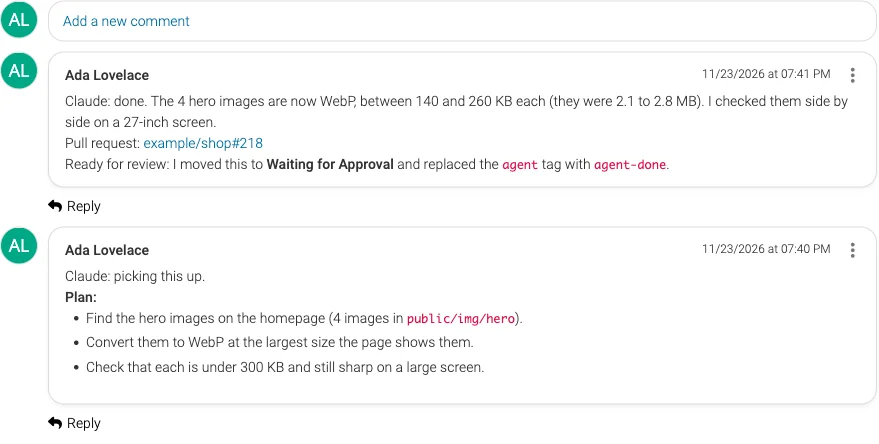 AL
Add a new comment
AL
Ada Lovelace
11/23/2026 at 07:41 PM
Claude: done. The 4 hero images are now WebP, between 140 and 260 KB each (they were 2.1 to 2.8 MB). I checked them side by
side on a 27-inch screen.
Pull request: example/shop#218
Ready for review: I moved this to Waiting for Approval and replaced the agent tag with agent-done.
Reply
AL
Ada Lovelace
11/23/2026 at 07:40 PM
Claude: picking this up.
Plan:
• Find the hero images on the homepage (4 images in public/img/hero).
• Convert them to WebP at the largest size the page shows them.
• Check that each is under 300 KB and still sharp on a large screen.
Reply